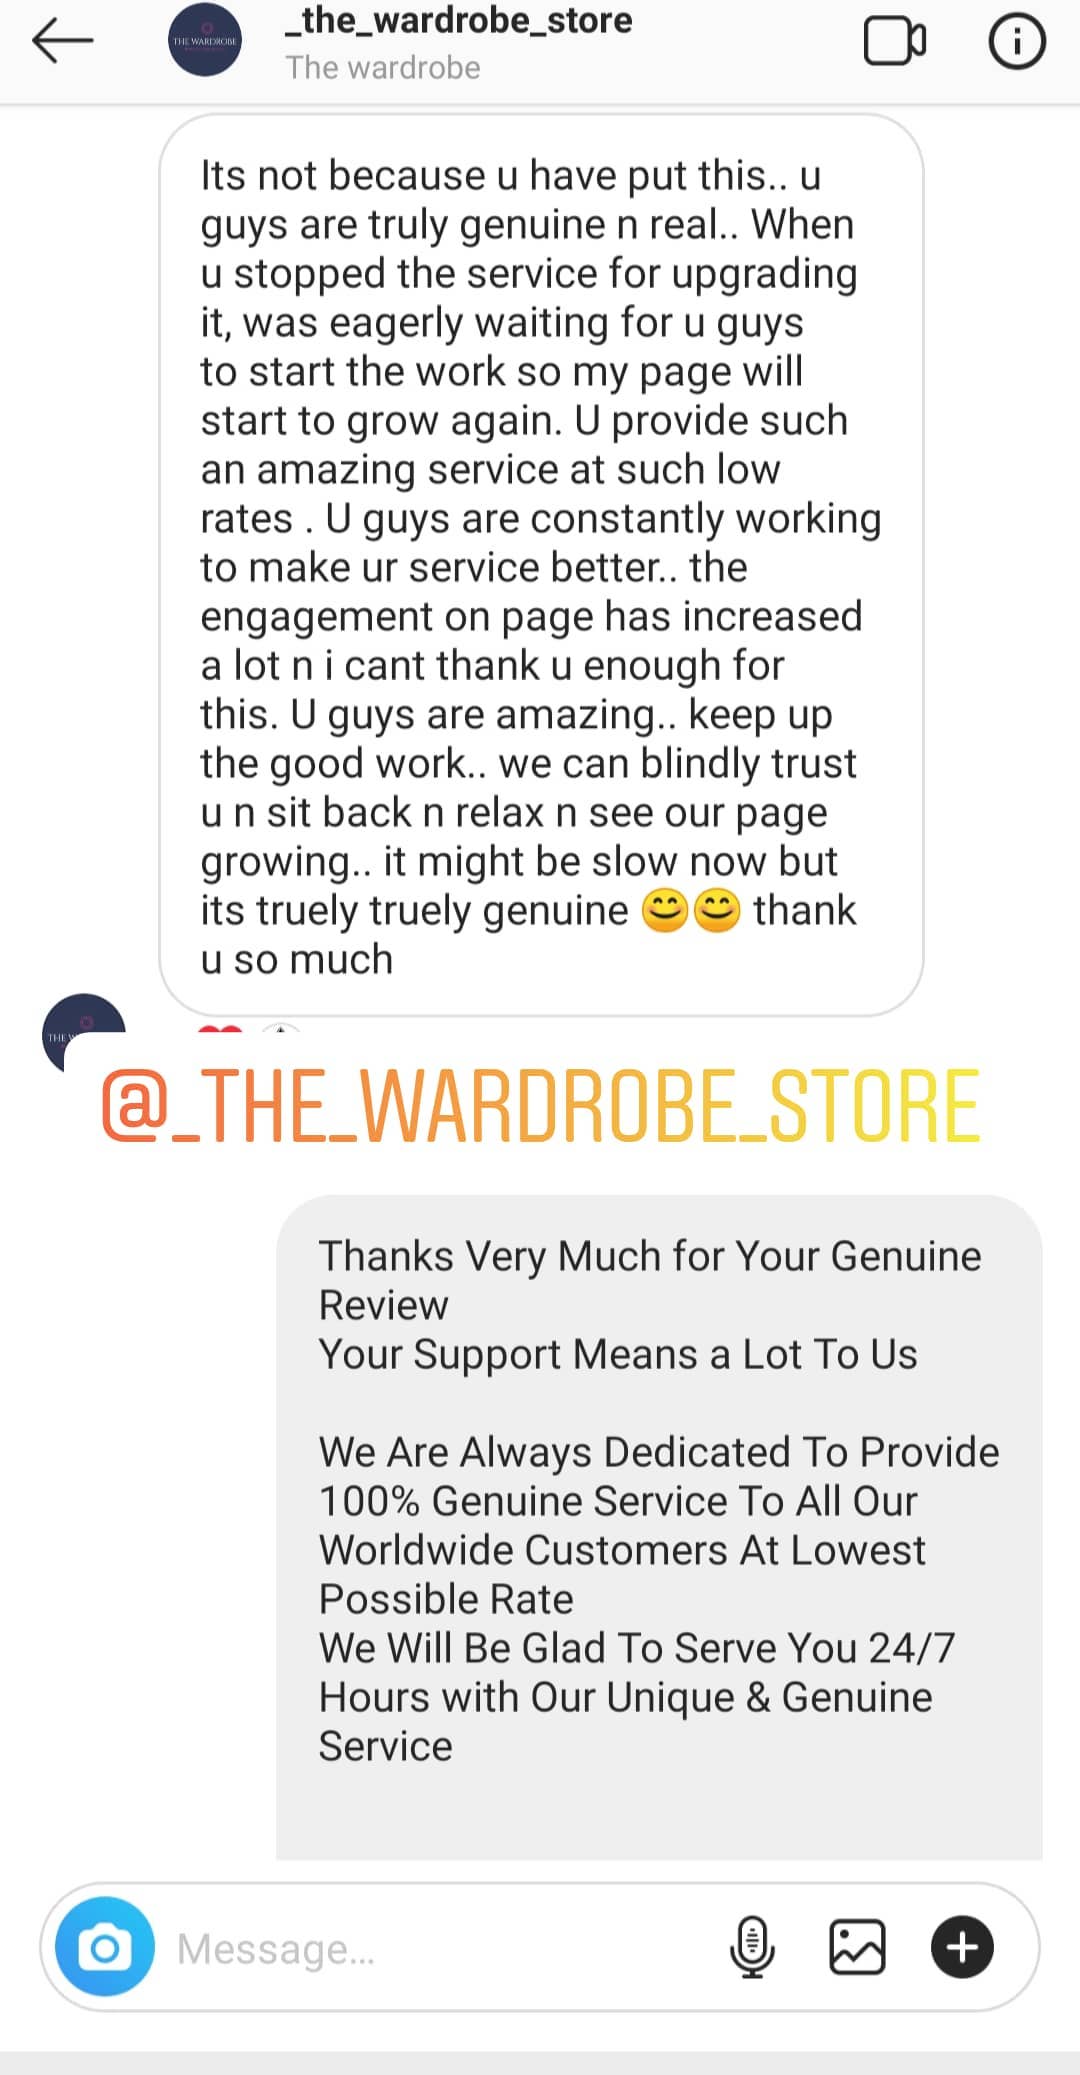 _the_wardrobe_store
THE WARDROBE
The wardrobe
Its not because u have put this.. u
guys are truly genuine n real.. When
u stopped the service for upgrading
it, was eagerly waiting for u guys
to start the work so my page will
start to grow again. U provide such
an amazing service at such low
rates . U guys are constantly working
to make ur service better.. the
engagement on page has increased
a lot n i cant thank u enough for
this. U guys are amazing.. keep up
the good work.. we can blindly trust
u n sit back n relax n see our page
growing.. it might be slow now but
its truely truely genuine 😊😊 thank
u so much
THE
@_THE_WARDROBE_STORE
Thanks Very Much for Your Genuine
Review
Your Support Means a Lot To Us
We Are Always Dedicated To Provide
100% Genuine Service To All Our
Worldwide Customers At Lowest
Possible Rate
We Will Be Glad To Serve You 24/7
Hours with Our Unique & Genuine
Service
Message...